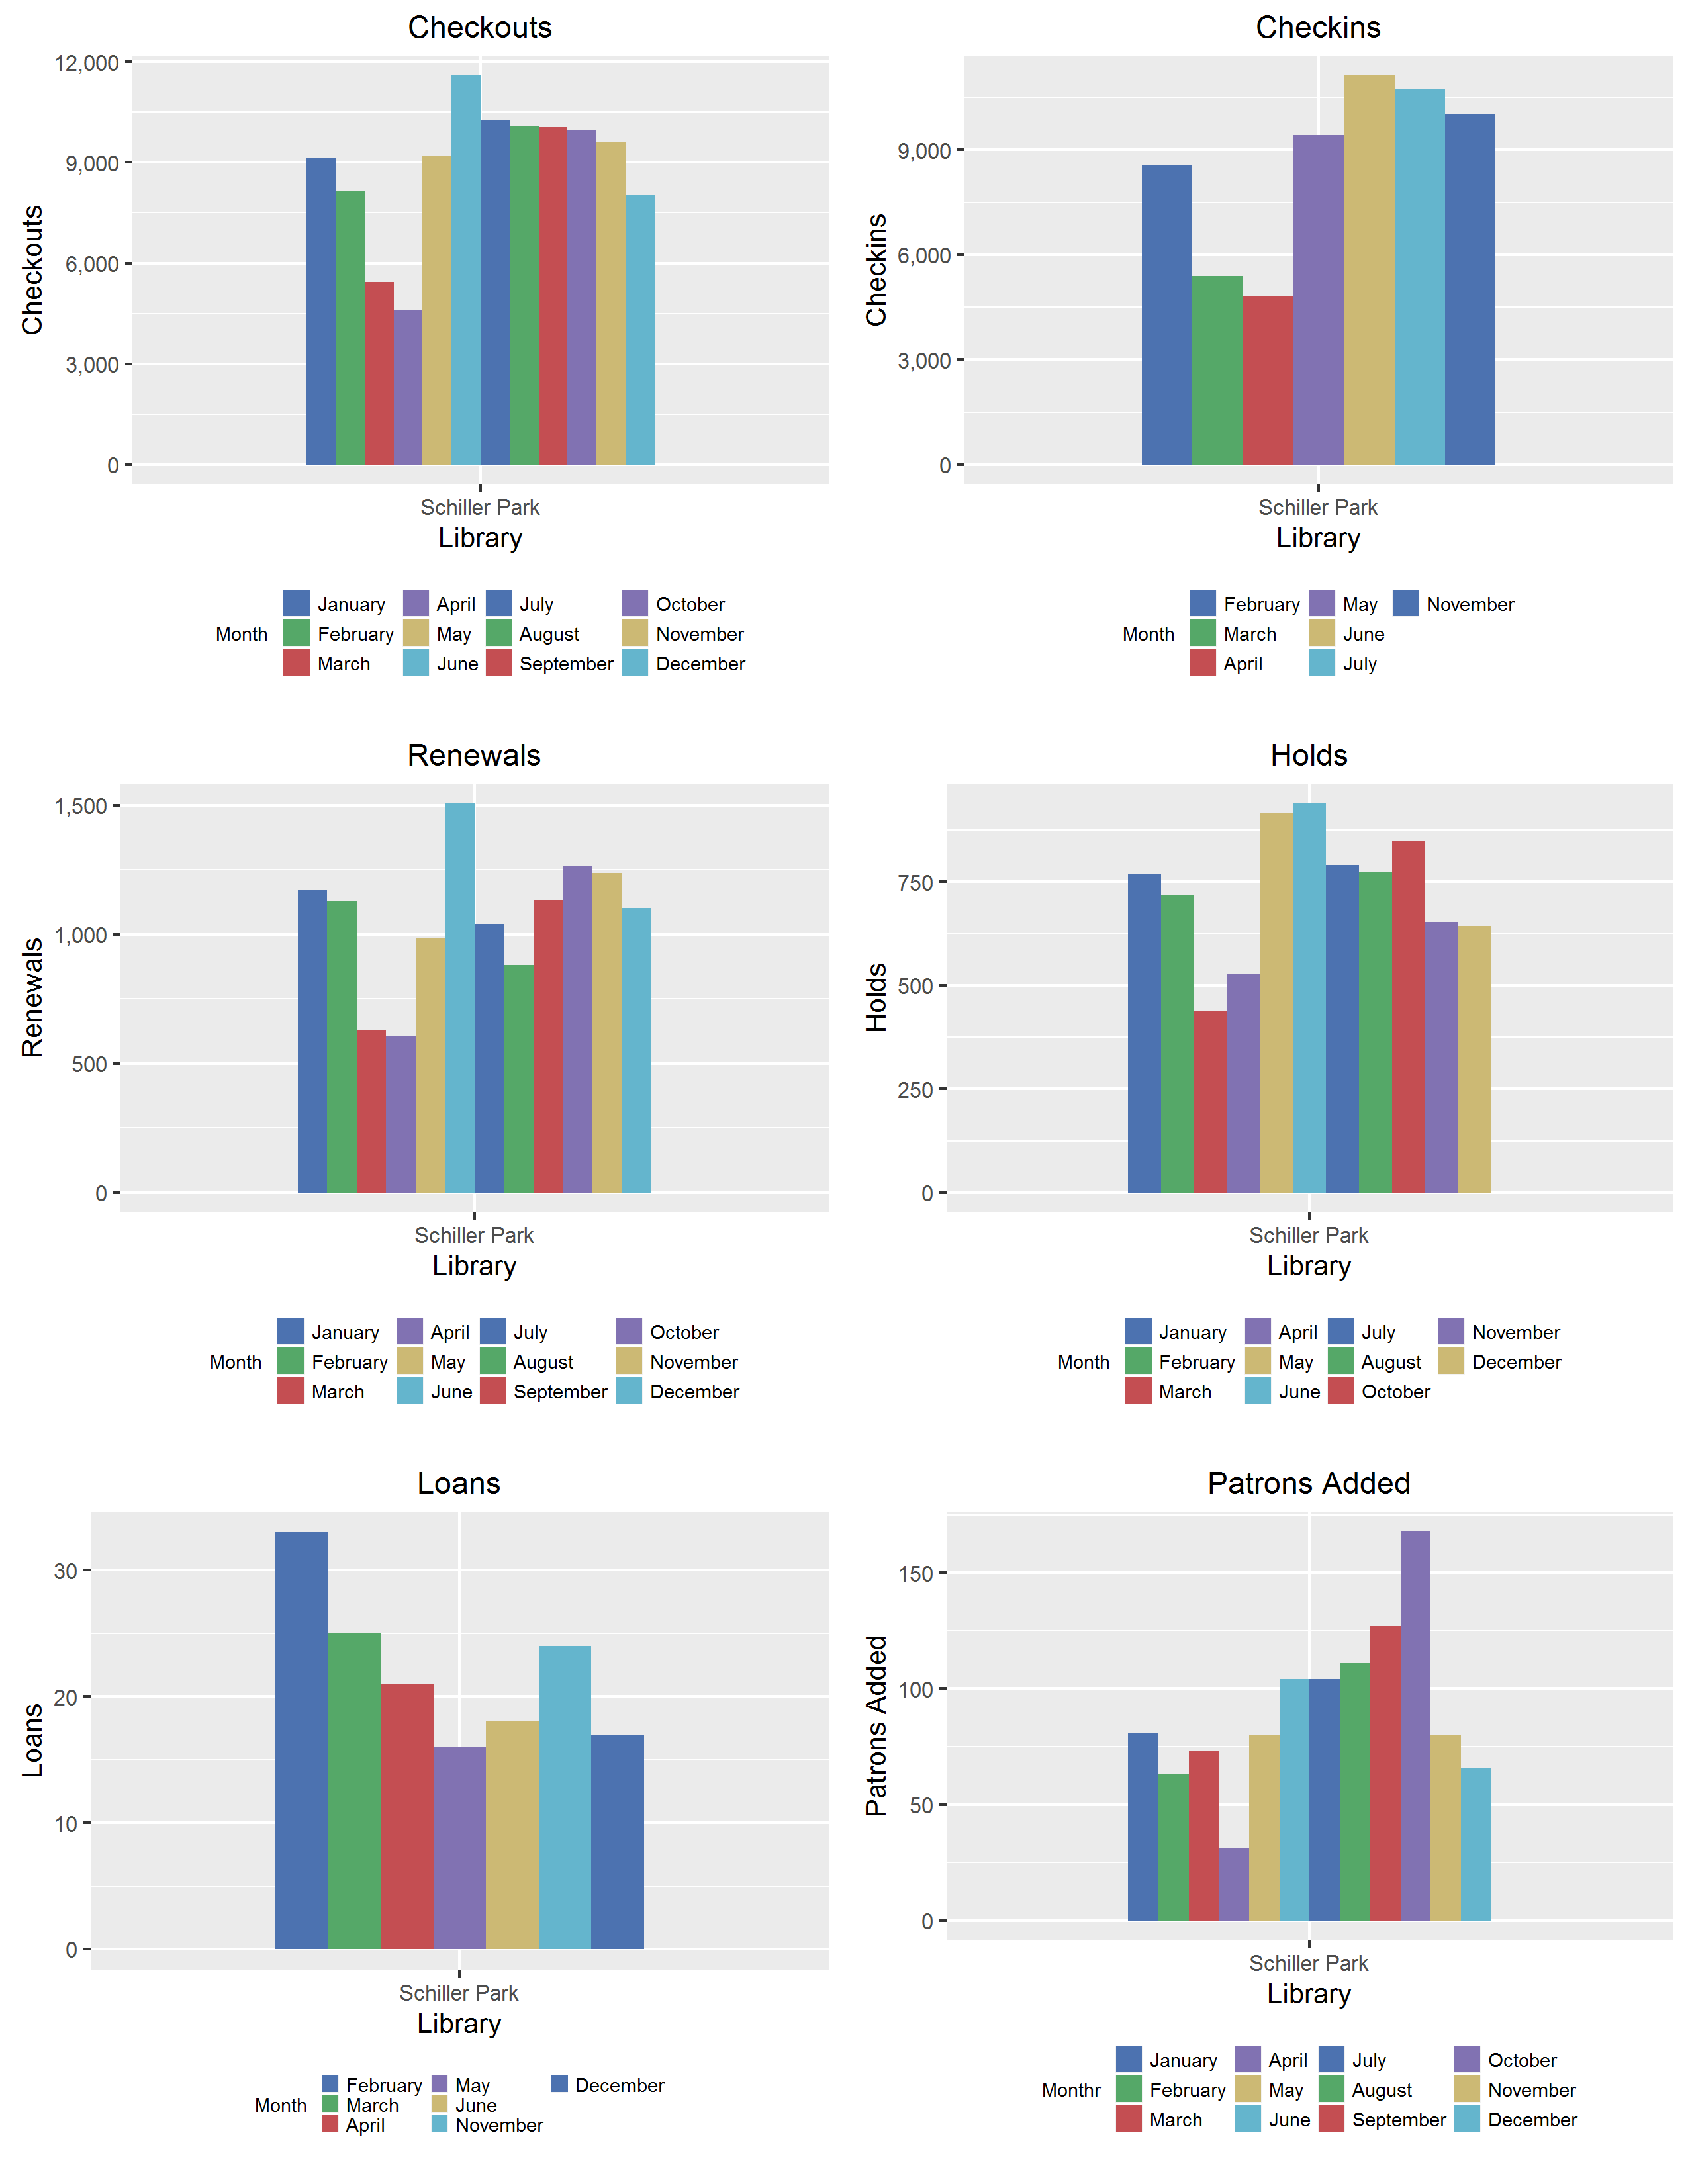 Checkouts
Checkouts
12,000
9,000
6,000
3,000
0
Schiller Park
Library
Month
January April July October
February May August November
March June September December
Checkins
Checkins
9,000
6,000
3,000
0
Schiller Park
Library
Month
February May November
March June
April July
Renewals
Renewals
1,500
1,000
500
0
Schiller Park
Library
Month
January April July October
February May August November
March June September December
Holds
Holds
750
500
250
0
Schiller Park
Library
Month
January April July November
February May August December
March June October
Loans
Loans
30
20
10
0
Schiller Park
Library
Month
February May December
March June
April November
Patrons Added
Patrons Added
150
100
50
0
Schiller Park
Library
Monthr
January April July October
February May August November
March June September December